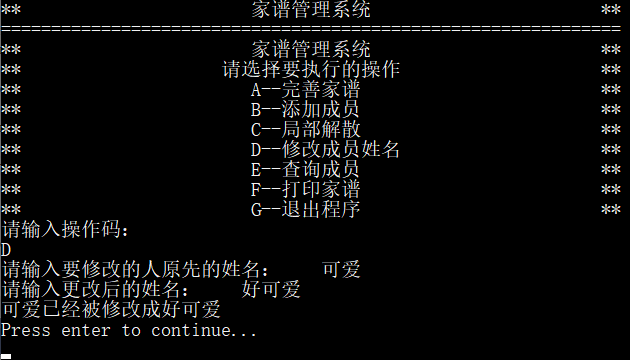 **                       家谱管理系统                       **
==============================================================
**                       家谱管理系统                       **
**                    请选择要执行的操作                    **
**                       A--完善家谱                        **
**                       B--添加成员                        **
**                       C--局部解散                        **
**                       D--修改成员姓名                    **
**                       E--查询成员                        **
**                       F--打印家谱                        **
**                       G--退出程序                        **
请输入操作码:
D
请输入要修改的人原先的姓名:     可爱
请输入更改后的姓名:     好可爱
可爱已经被修改成好可爱
Press enter to continue...